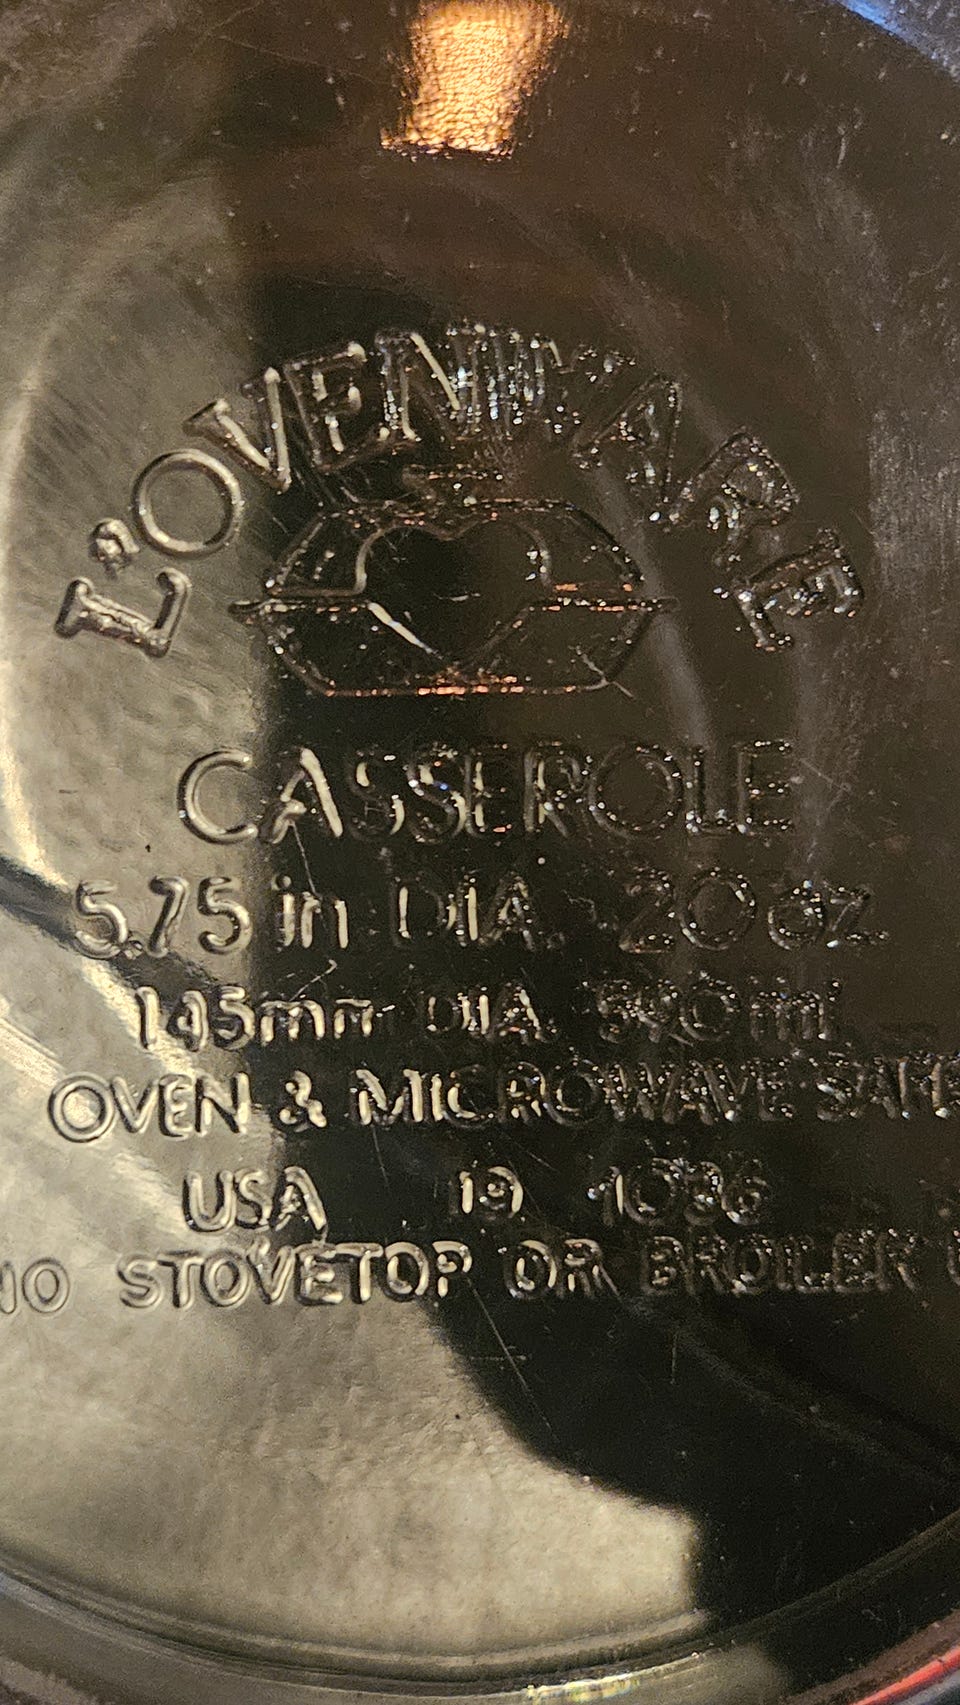 L'OVENWARE
CASSEROLE
5.75 in DIA. 20 oz.
145mm DIA. 590 ml
OVEN & MICROWAVE SAFE
USA 19 1036
NO STOVETOP OR BROILER